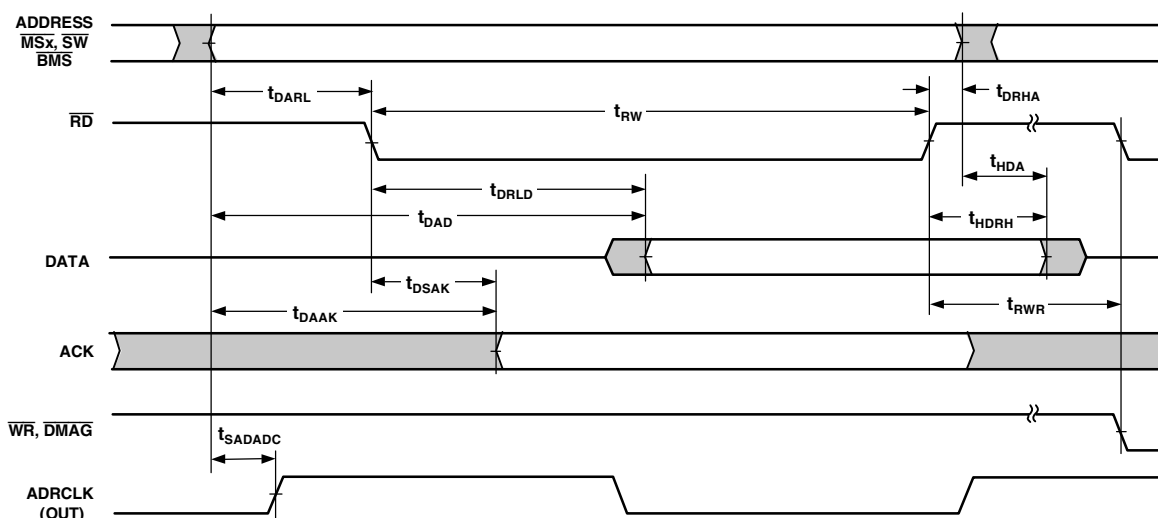 ADDRESS
MSx, SW
BMS
tDARL
tRW
tDRHA
RD
tHDA
tDRLD
tDAD
tHDRH
DATA
tDSAK
tDAAK
tRWR
ACK
WR, DMAG
tSADADC
ADRCLK
(OUT)